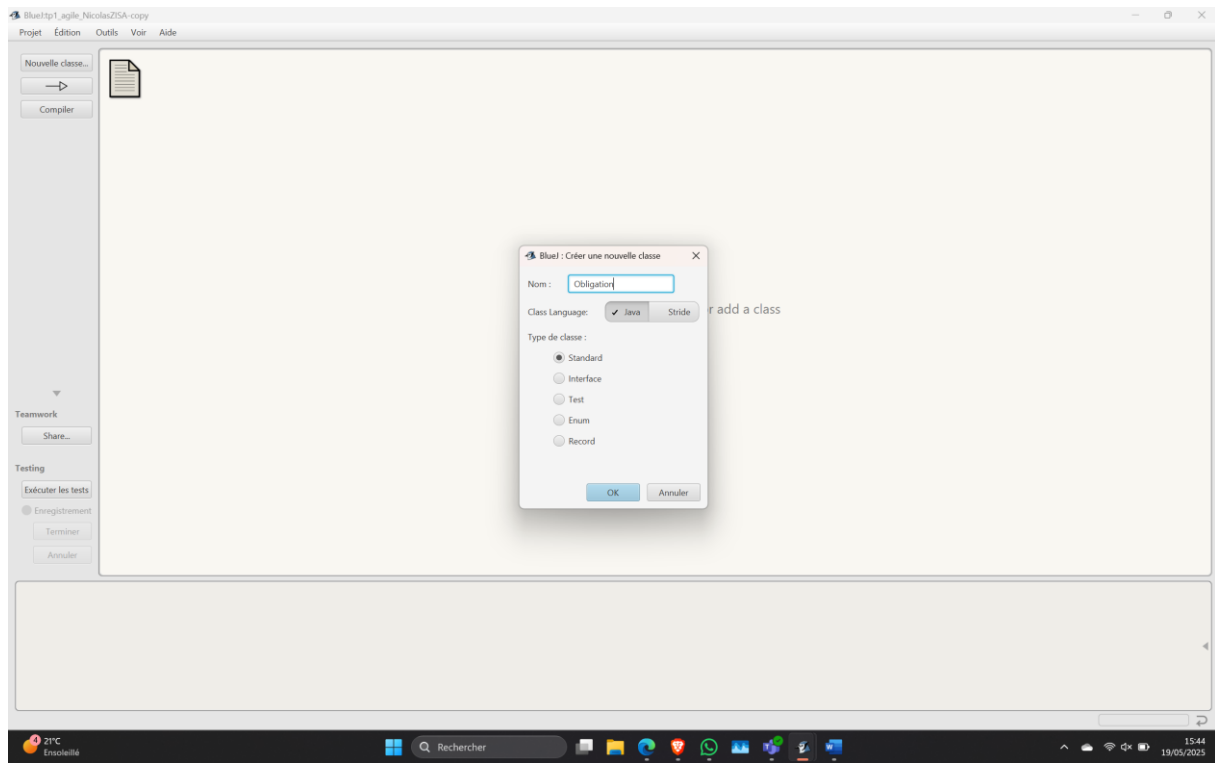 BlueJ:tp1_agile_NicolasZISA-copy
Projet Édition Outils Voir Aide
Nouvelle classe...
Compiler
BlueJ : Créer une nouvelle classe
Nom : Obligation
Class Language: Java Stride
r add a class
Type de classe :
Standard
Interface
Test
Enum
Record
OK Annuler
Teamwork
Share...
Testing
Exécuter les tests
Enregistrement
Terminer
Annuler
4
21°C
Ensoleillé
Rechercher
15:44
19/05/2025